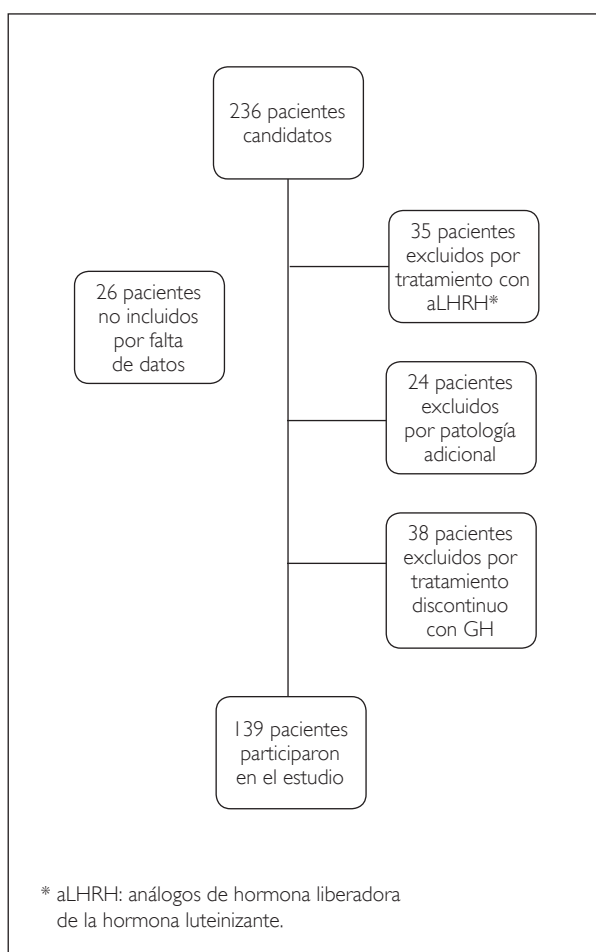 236 pacientes
candidatos
35 pacientes
excluidos por
tratamiento con
aLHRH*
26 pacientes
no incluidos
por falta
de datos
24 pacientes
excluidos
por patología
adicional
38 pacientes
excluidos por
tratamiento
discontinuo
con GH
139 pacientes
participaron
en el estudio
* aLHRH: análogos de hormona liberadora
de la hormona luteinizante.